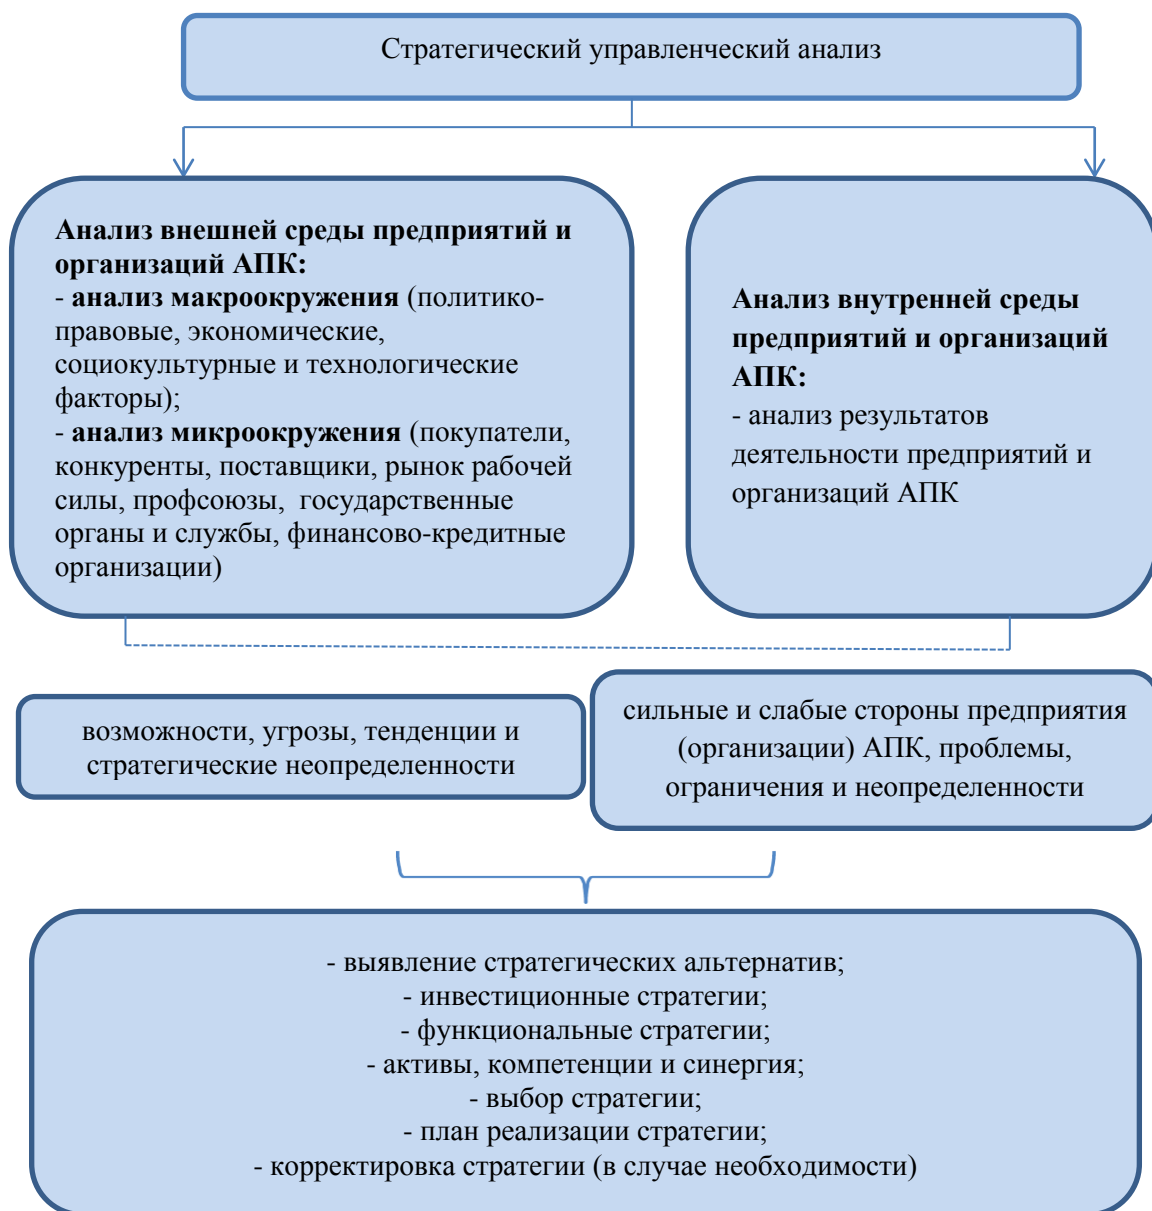 Стратегический управленческий анализ
Анализ внешней среды предприятий и
организаций АПК:
- анализ макроокружения (политико-
правовые, экономические,
социокультурные и технологические
факторы);
- анализ микроокружения (покупатели,
конкуренты, поставщики, рынок рабочей
силы, профсоюзы, государственные
органы и службы, финансово-кредитные
организации)
Анализ внутренней среды
предприятий и организаций
АПК:
- анализ результатов
деятельности предприятий и
организаций АПК
возможности, угрозы, тенденции и
стратегические неопределенности
сильные и слабые стороны предприятия
(организации) АПК, проблемы,
ограничения и неопределенности
- выявление стратегических альтернатив;
- инвестиционные стратегии;
- функциональные стратегии;
- активы, компетенции и синергия;
- выбор стратегии;
- план реализации стратегии;
- корректировка стратегии (в случае необходимости)